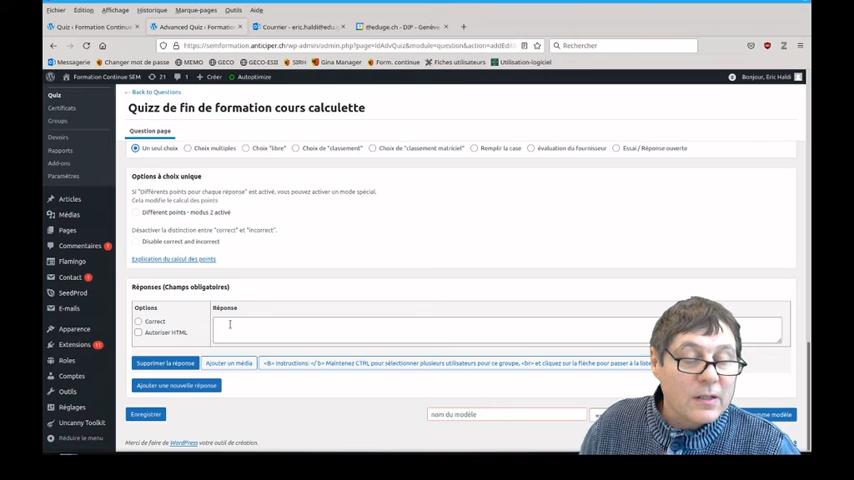 Fichier Édition Affichage Historique Marque-pages Outils Aide
Quiz ‹ Formation Continue
Advanced Quiz ‹ Formation
Courrier - eric.haldi@edu.g
@eduge.ch - DIP - Genève
https://semformation.anticiper.ch/wp-admin/admin.php?page=ldAdvQuiz&module=question&action=addEdi
Rechercher
Messagerie Changer mot de passe MEMO GECO GECO-ESII SIRH Gina Manager Form. continue Fiches utilisateurs Utilisation-logiciel
Formation Continue SEM 21 1 Créer Autoptimize 0 Bonjour, Eric Haldi
Quiz
Certificats
Groups
Devoirs
Rapports
Add-ons
Paramètres
Articles
Médias
Pages
Commentaires
Flamingo
Contact
SeedProd
E-mails
Apparence
Extensions 11
Roles
Comptes
Outils
Réglages
Uncanny Toolkit
Réduire le menu
← Back to Questions
Quizz de fin de formation cours calculette
Question page
Un seul choix Choix multiples Choix "libre" Choix de "classement" Choix de "classement matriciel" Remplir la case évaluation du fournisseur Essai / Réponse ouverte
Options à choix unique
Si "Différents points pour chaque réponse" est activé, vous pouvez activer un mode spécial.
Cela modifie le calcul des points
Différent points - modus 2 activé
Désactiver la distinction entre "correct" et "incorrect".
Disable correct and incorrect
Explication du calcul des points
Réponses (Champs obligatoires)
Options Réponse
Correct
Autoriser HTML
Supprimer la réponse Ajouter un média <B> Instructions: </ b> Maintenez CTRL pour sélectionner plusieurs utilisateurs pour ce groupe, <br> et cliquez sur la flèche pour passer à la liste
Ajouter une nouvelle réponse
Enregistrer nom du modèle omme modèle
Merci de faire de WordPress votre outil de création.